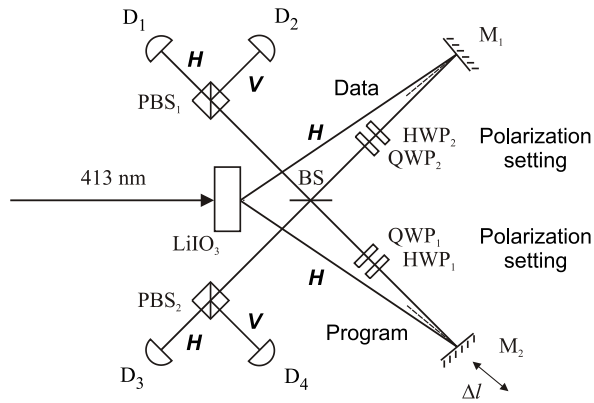 D₁
D₂
M₁
H
V
PBS₁
Data
H
HWP₂
QWP₂
Polarization
setting
413 nm
BS
LiIO₃
QWP₁
HWP₁
Polarization
setting
H
PBS₂
V
H
Program
M₂
D₃
D₄
Δl